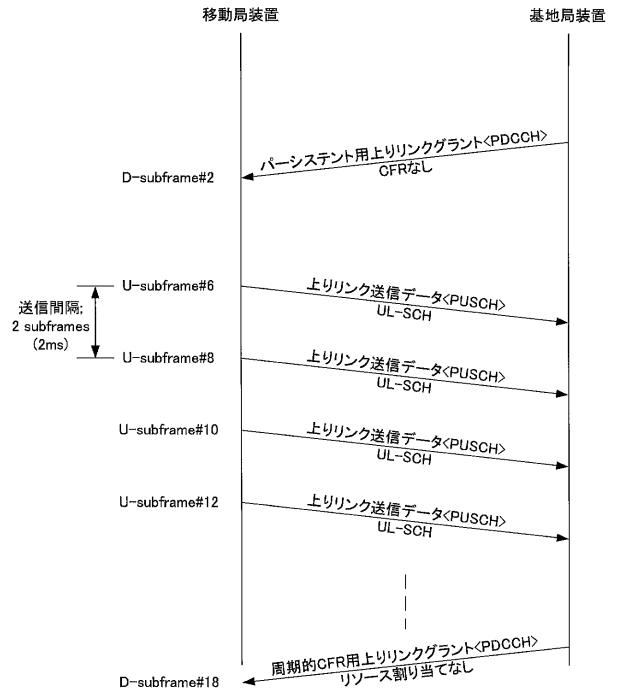 移動局装置
基地局装置
パーシステント用上りリンクグラント<PDCCH>
CFRなし
D-subframe#2
U-subframe#6
上りリンク送信データ<PUSCH>
UL-SCH
送信間隔;
2 subframes
(2ms)
U-subframe#8
上りリンク送信データ<PUSCH>
UL-SCH
U-subframe#10
上りリンク送信データ<PUSCH>
UL-SCH
U-subframe#12
上りリンク送信データ<PUSCH>
UL-SCH
周期的CFR用上りリンクグラント<PDCCH>
リソース割り当てなし
D-subframe#18